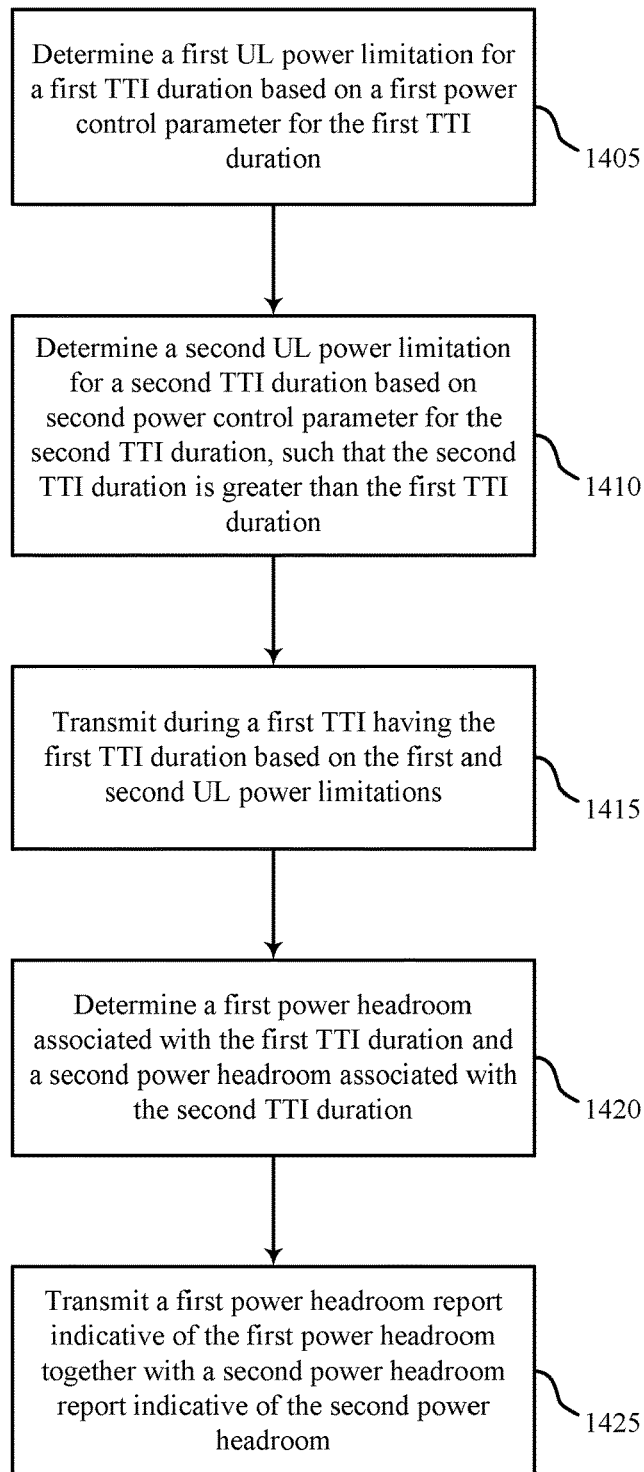 Determine a first UL power limitation for
a first TTI duration based on a first power
control parameter for the first TTI
duration
1405
Determine a second UL power limitation
for a second TTI duration based on
second power control parameter for the
second TTI duration, such that the second
TTI duration is greater than the first TTI
duration
1410
Transmit during a first TTI having the
first TTI duration based on the first and
second UL power limitations
1415
Determine a first power headroom
associated with the first TTI duration and
a second power headroom associated with
the second TTI duration
1420
Transmit a first power headroom report
indicative of the first power headroom
together with a second power headroom
report indicative of the second power
headroom
1425